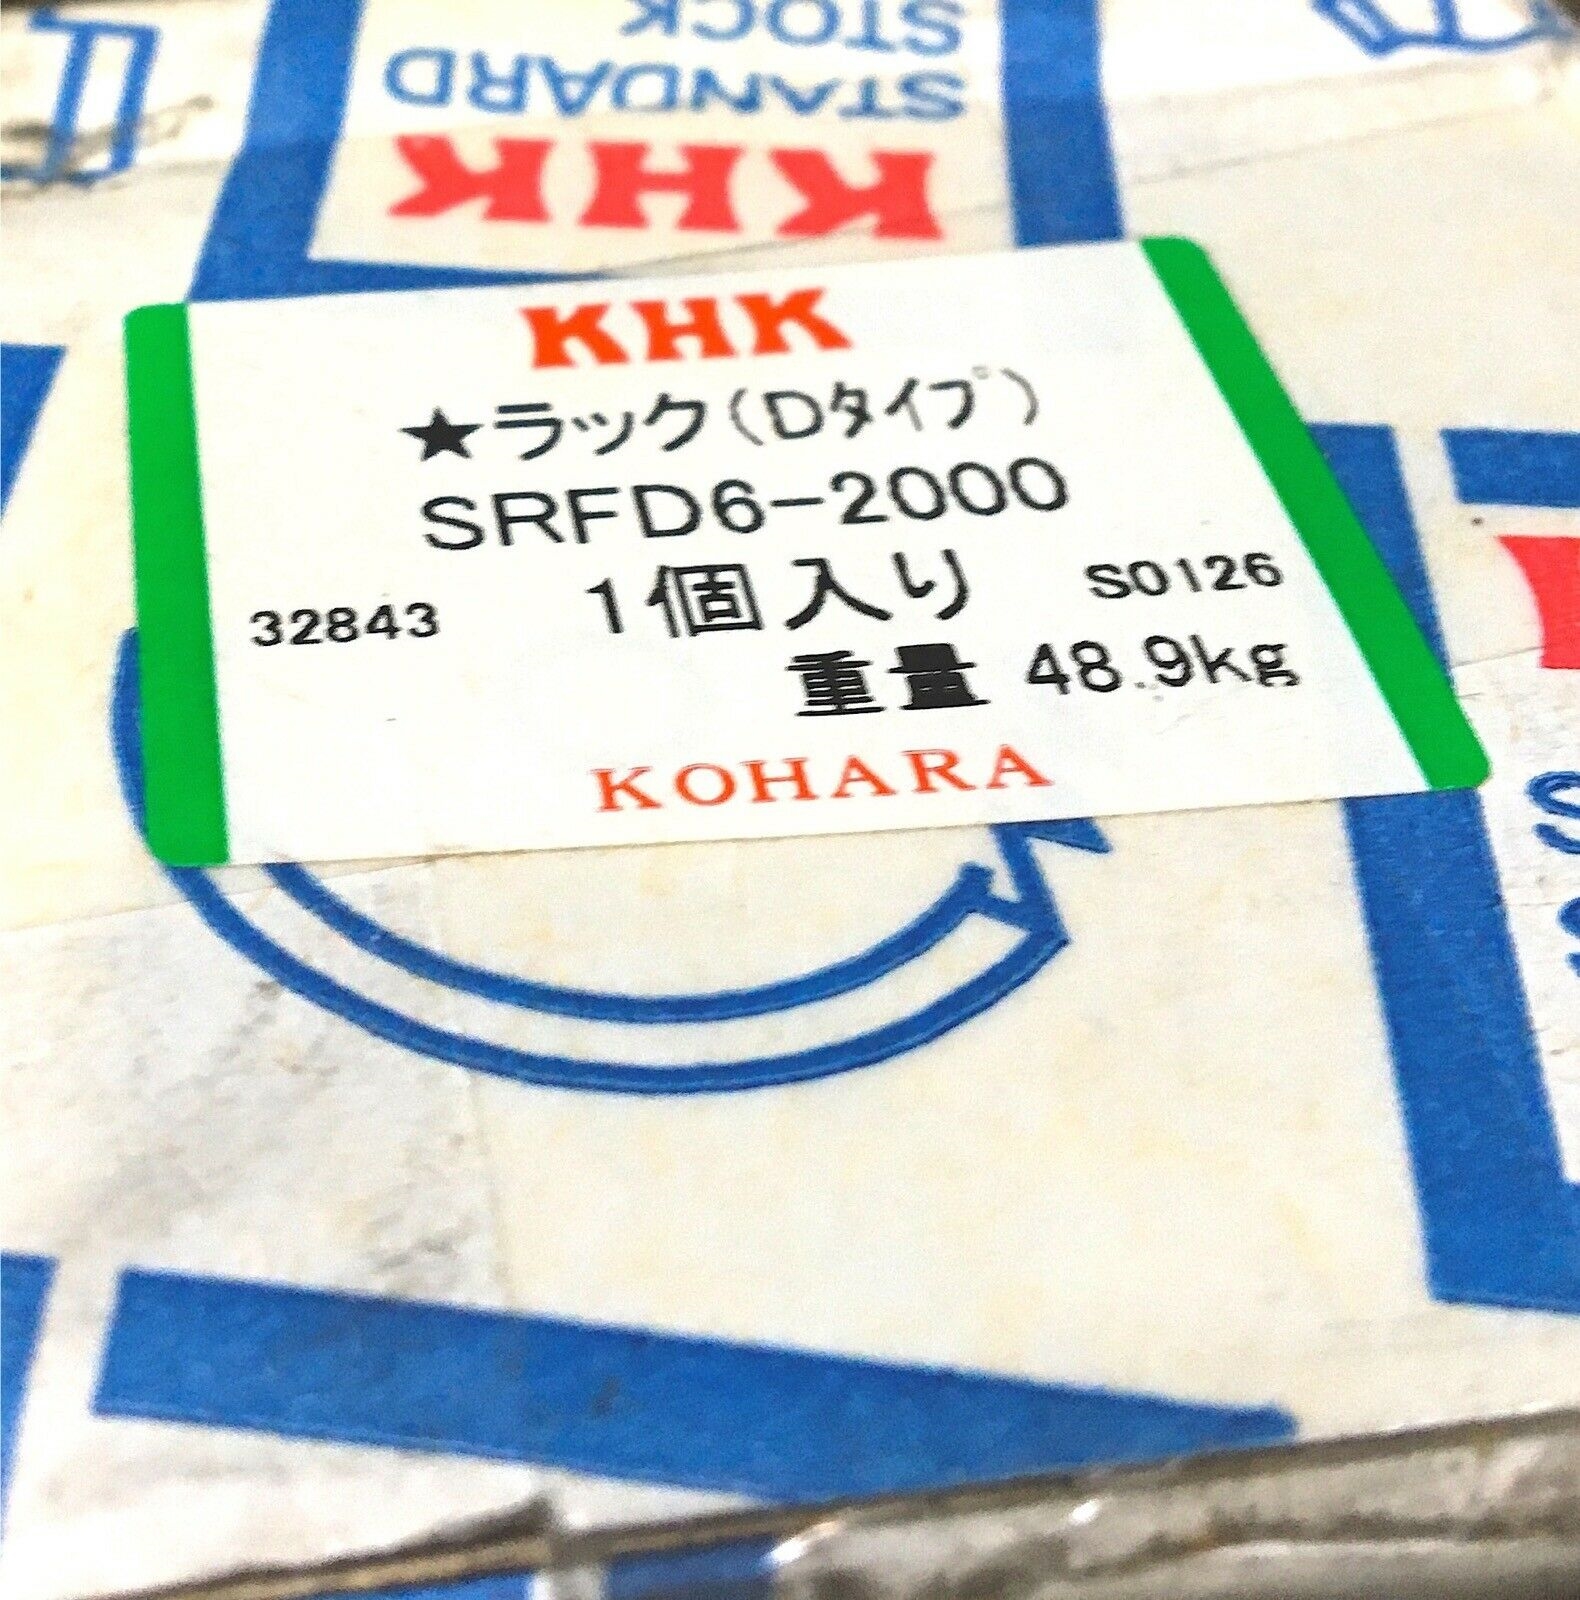 STOCK
STANDARD
KHK
KHK
★ラック(Dタイプ)
SRFD6-2000
32843 1個入り S0126
重量 48.9kg
KOHARA